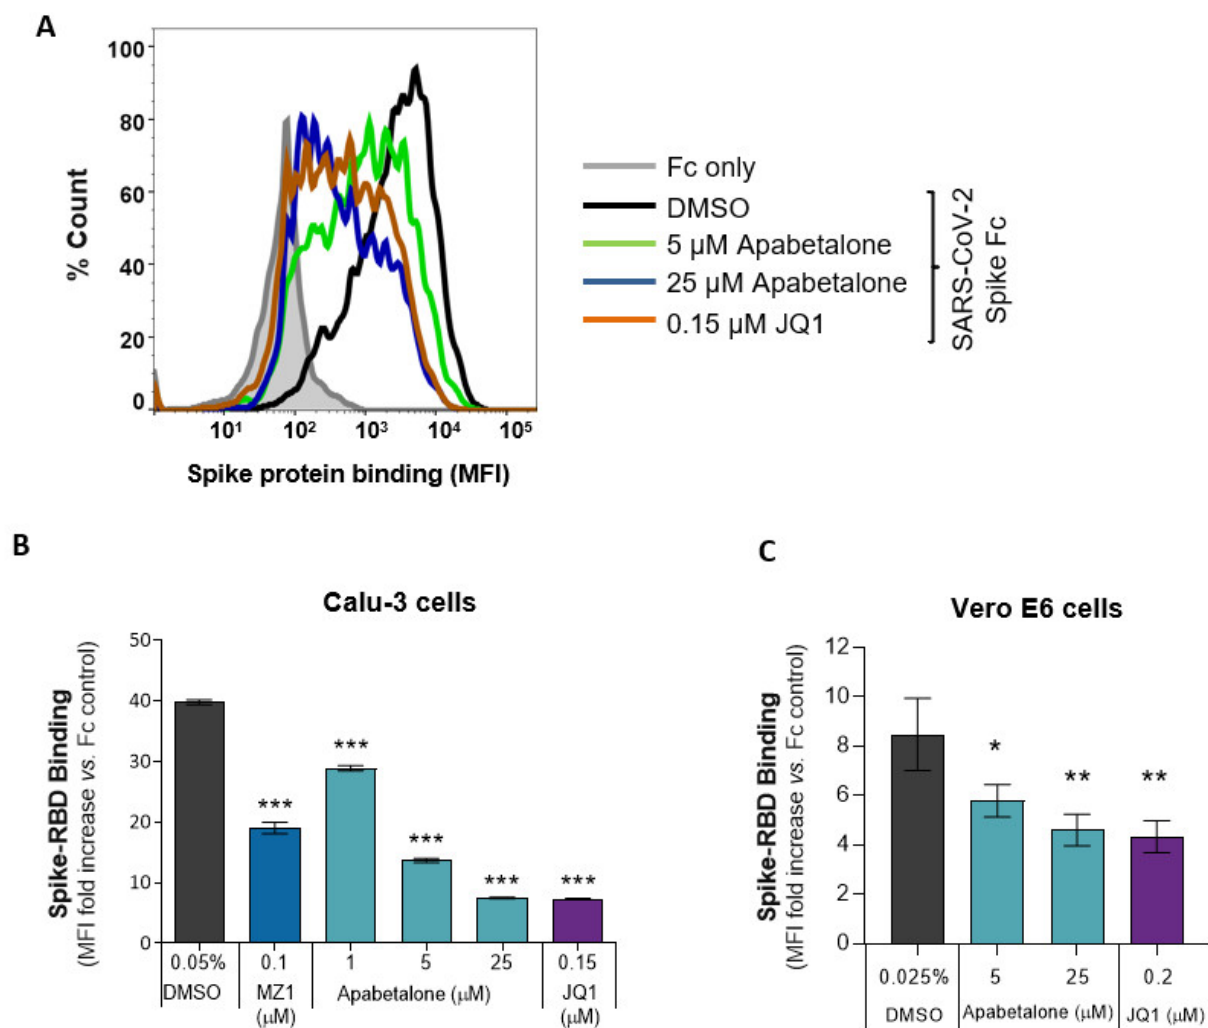 A
100
80
60
40
20
0
% Count
10¹ 10² 10³ 10⁴ 10⁵
Spike protein binding (MFI)
Fc only
DMSO
5 µM Apabetalone
25 µM Apabetalone
0.15 µM JQ1
SARS-CoV-2
Spike Fc
B
Calu-3 cells
Spike-RBD Binding
(MFI fold increase vs. Fc control)
50
40
30
20
10
0
***
***
***
***
***
0.05% 0.1 1 5 25 0.15
DMSO MZ1 Apabetalone (µM) JQ1
(µM) (µM)
C
Vero E6 cells
Spike-RBD Binding
(MFI fold increase vs. Fc control)
12
10
8
6
4
2
0
*
**
**
0.025% 5 25 0.2
DMSO Apabetalone (µM) JQ1 (µM)